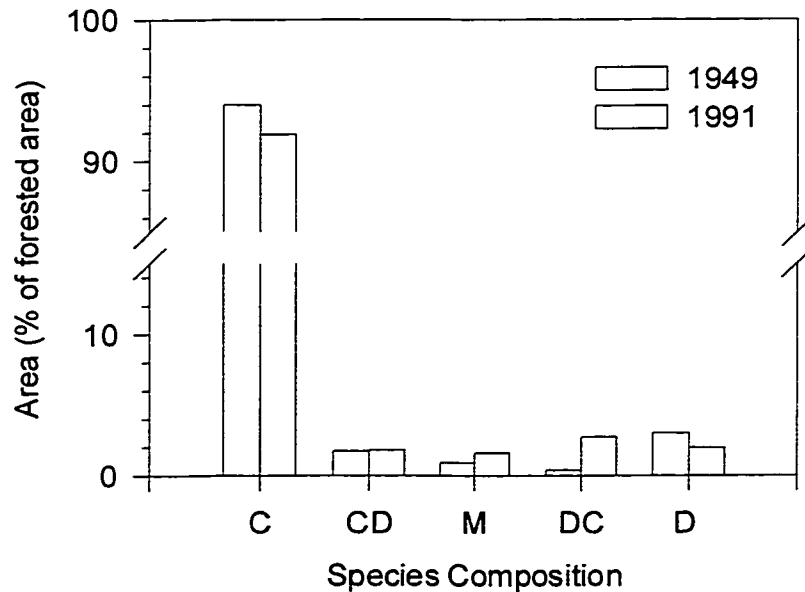 100
90
10
0
Area (% of forested area)
1949
1991
C CD M DC D
Species Composition